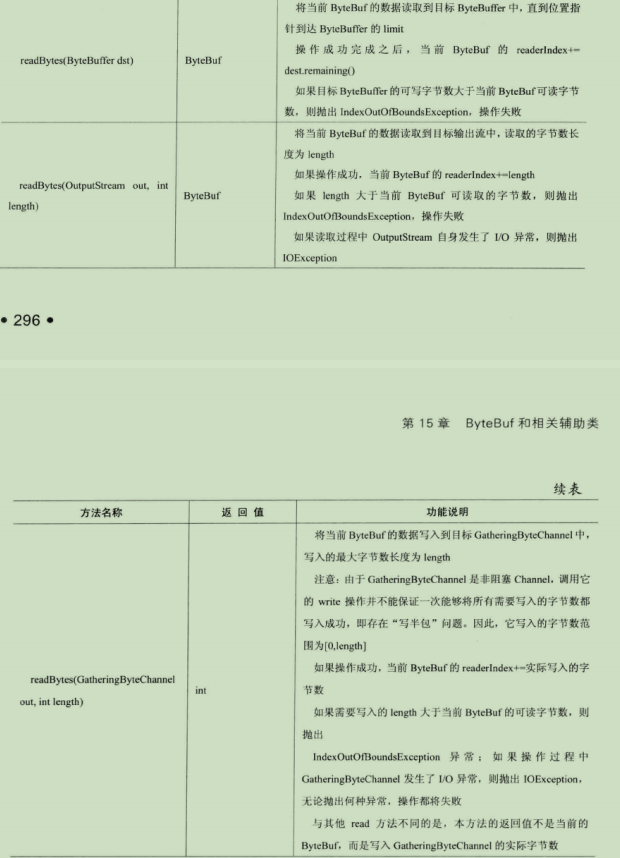 将当前 ByteBuf 的数据读取到目标 ByteBuffer 中，直到位置指
针到达 ByteBuffer 的 limit
操作成功完成之后，当前 ByteBuf 的 readerIndex+=
dest.remaining()
如果目标 ByteBuffer 的可写字节数大于当前 ByteBuf 可读字节
数，则抛出 IndexOutOfBoundsException，操作失败
readBytes(ByteBuffer dst)
ByteBuf
将当前 ByteBuf 的数据读取到目标输出流中，读取的字节数长
度为 length
如果操作成功，当前 ByteBuf 的 readerIndex+=length
如果 length 大于当前 ByteBuf 可读取的字节数，则抛出
IndexOutOfBoundsException，操作失败
如果读取过程中 OutputStream 自身发生了 I/O 异常，则抛出
IOException
readBytes(OutputStream out, int
length)
ByteBuf
• 296 •
第 15 章 ByteBuf 和相关辅助类
续表
方法名称 返回值 功能说明
readBytes(GatheringByteChannel
out, int length)
int
将当前 ByteBuf 的数据写入到目标 GatheringByteChannel 中，
写入的最大字节数长度为 length
注意：由于 GatheringByteChannel 是非阻塞 Channel，调用它
的 write 操作并不能保证一次能够将所有需要写入的字节数都
写入成功，即存在“写半包”问题。因此，它写入的字节数范
围为[0,length]
如果操作成功，当前 ByteBuf 的 readerIndex+=实际写入的字
节数
如果需要写入的 length 大于当前 ByteBuf 的可读字节数，则
抛出
IndexOutOfBoundsException 异常；如果操作过程中
GatheringByteChannel 发生了 I/O 异常，则抛出 IOException，
无论抛出何种异常，操作都将失败
与其他 read 方法不同的是，本方法的返回值不是当前的
ByteBuf，而是写入 GatheringByteChannel 的实际字节数